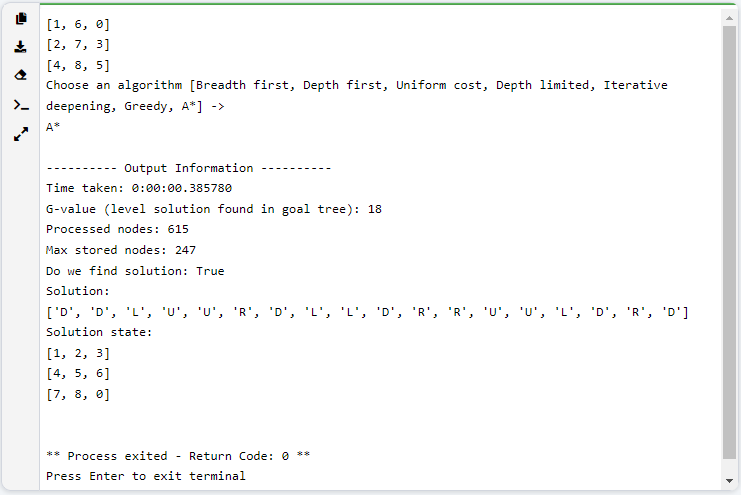 [1, 6, 0]
[2, 7, 3]
[4, 8, 5]
Choose an algorithm [Breadth first, Depth first, Uniform cost, Depth limited, Iterative
deepening, Greedy, A*] ->
A*
---------- Output Information ----------
Time taken: 0:00:00.385780
G-value (level solution found in goal tree): 18
Processed nodes: 615
Max stored nodes: 247
Do we find solution: True
Solution:
['D', 'D', 'L', 'U', 'U', 'R', 'D', 'L', 'L', 'D', 'R', 'R', 'U', 'U', 'L', 'D', 'R', 'D']
Solution state:
[1, 2, 3]
[4, 5, 6]
[7, 8, 0]
** Process exited - Return Code: 0 **
Press Enter to exit terminal